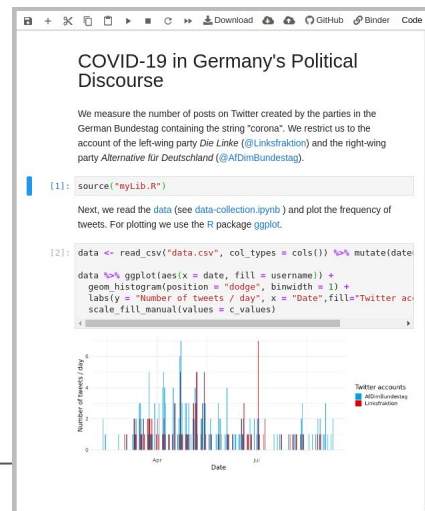 Download GitHub Binder Code
COVID-19 in Germany's Political
Discourse
We measure the number of posts on Twitter created by the parties in the
German Bundestag containing the string "corona". We restrict us to the
account of the left-wing party Die Linke (@Linksfraktion) and the right-wing
party Alternative für Deutschland (@AfDimBundestag).
[1]: source("myLib.R")
Next, we read the data (see data-collection.ipynb ) and plot the frequency of
tweets. For plotting we use the R package ggplot.
[2]: data <- read_csv("data.csv", col_types = cols()) %>% mutate(date=
data %>% ggplot(aes(x = date, fill = username)) +
geom_histogram(position = "dodge", binwidth = 1) +
labs(y = "Number of tweets / day", x = "Date",fill="Twitter acc
scale_fill_manual(values = c_values)
Number of tweets / day
6
4
2
0
Apr Jul
Date
Twitter accounts
AfDimBundestag
Linksfraktion